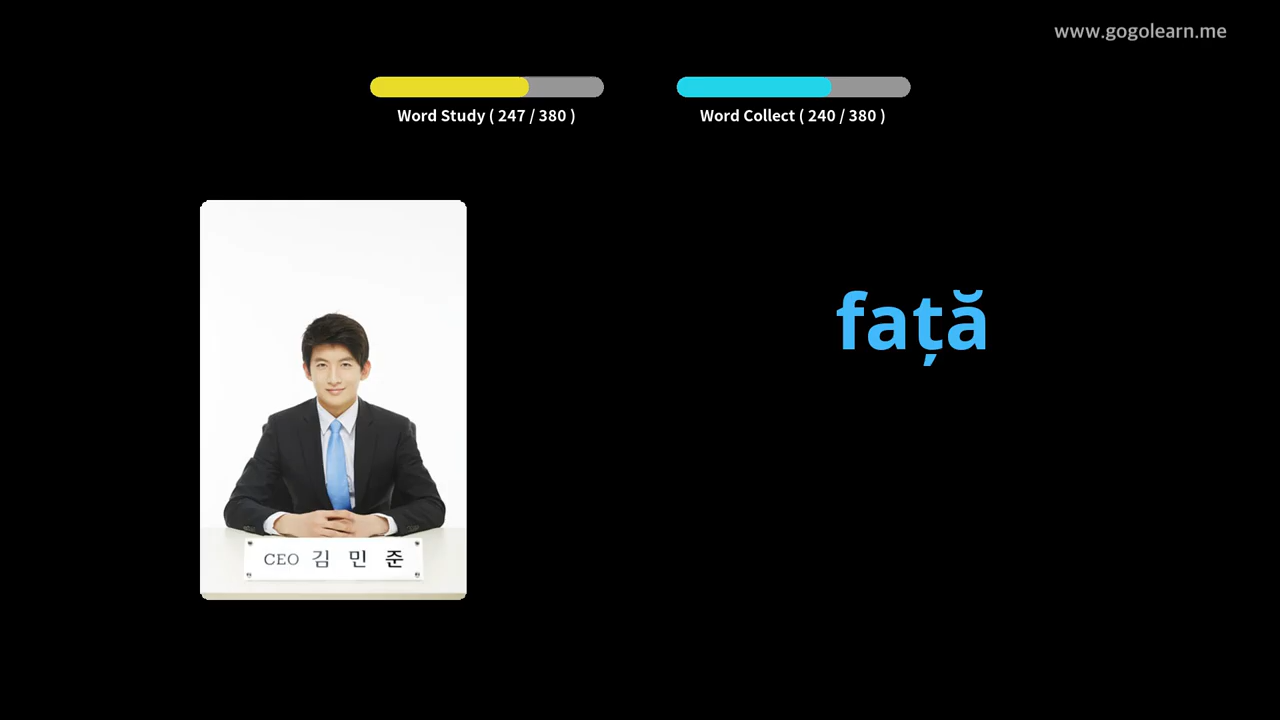 www.gogolearn.me
Word Study ( 247 / 380 )
Word Collect ( 240 / 380 )
față
CEO 김 민 준